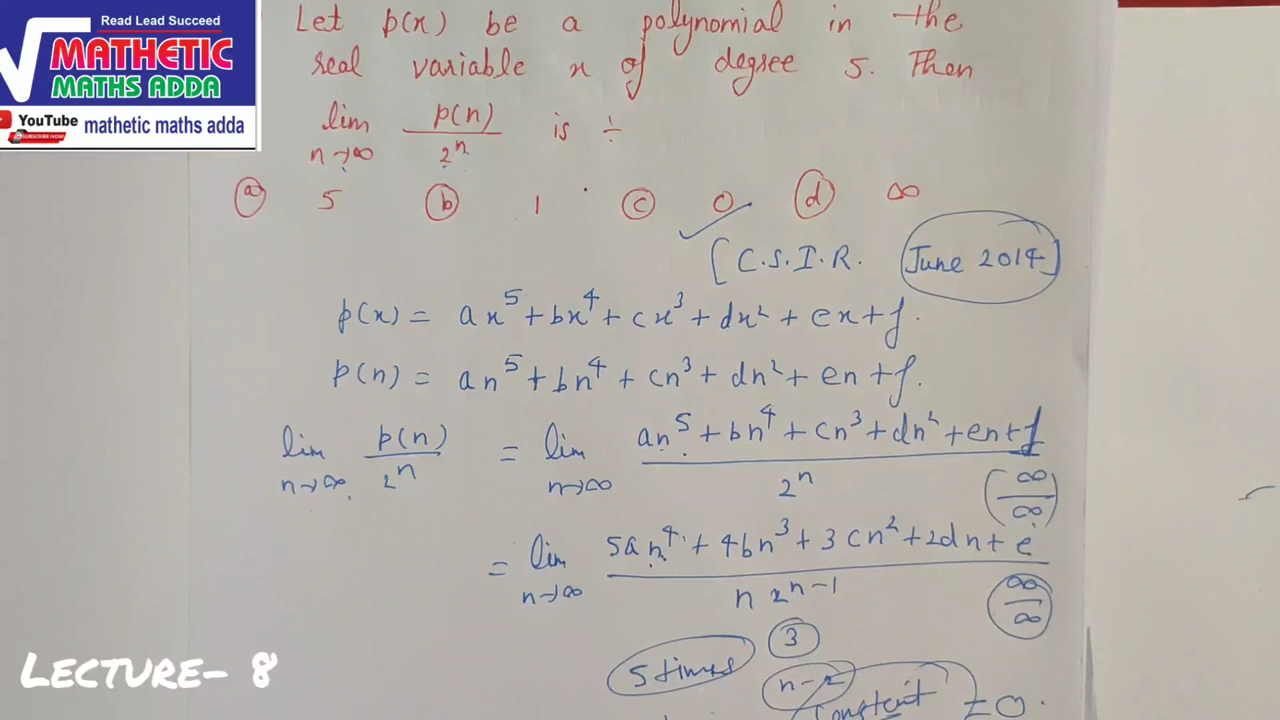 Read Lead Succeed
MATHETIC
MATHS ADDA
YouTube mathetic maths adda
SUBSCRIBE NOW
Let p(x) be a polynomial in the
real variable x of degree 5. Then
lim n→∞ p(n)/2^n is ÷
(a) 5 (b) 1 (c) 0 (d) ∞
[C.S.I.R. June 2014]
p(x) = ax^5 + bx^4 + cx^3 + dx^2 + ex + f.
p(n) = an^5 + bn^4 + cn^3 + dn^2 + en + f.
lim n→∞ p(n)/2^n = lim n→∞ (an^5 + bn^4 + cn^3 + dn^2 + en + f)/2^n (∞/∞)
= lim n→∞ (5an^4 + 4bn^3 + 3cn^2 + 2dn + e)/(n 2^(n-1)) (∞/∞)
3
5 times
n-2
Constant = 0.
LECTURE- 8